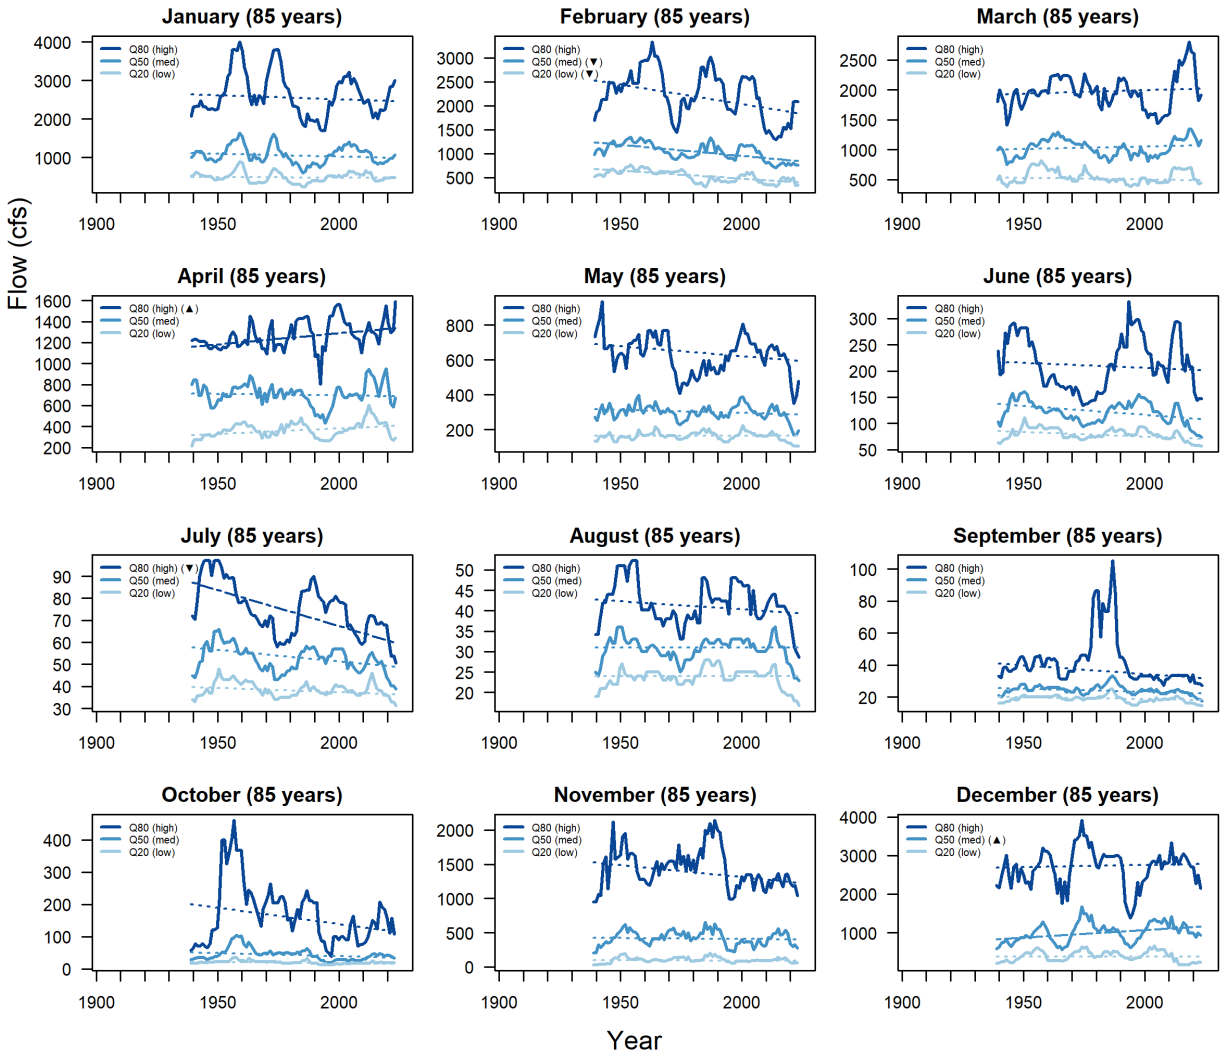 January (85 years)
4000
3000
2000
1000
Q80 (high)
Q50 (med)
Q20 (low)
1900
1950
2000
February (85 years)
3000
2500
2000
1500
1000
500
Q80 (high)
Q50 (med) (▼)
Q20 (low) (▼)
1900
1950
2000
March (85 years)
2500
2000
1500
1000
500
Q80 (high)
Q50 (med)
Q20 (low)
1900
1950
2000
Flow (cfs)
April (85 years)
1600
1400
1200
1000
800
600
400
200
Q80 (high) (▲)
Q50 (med)
Q20 (low)
1900
1950
2000
May (85 years)
800
600
400
200
Q80 (high)
Q50 (med)
Q20 (low)
1900
1950
2000
June (85 years)
300
250
200
150
100
50
Q80 (high)
Q50 (med)
Q20 (low)
1900
1950
2000
July (85 years)
90
80
70
60
50
40
30
Q80 (high) (▼)
Q50 (med)
Q20 (low)
1900
1950
2000
August (85 years)
50
45
40
35
30
25
20
Q80 (high)
Q50 (med)
Q20 (low)
1900
1950
2000
September (85 years)
100
80
60
40
20
Q80 (high)
Q50 (med)
Q20 (low)
1900
1950
2000
October (85 years)
400
300
200
100
0
Q80 (high)
Q50 (med)
Q20 (low)
1900
1950
2000
November (85 years)
2000
1500
1000
500
0
Q80 (high)
Q50 (med)
Q20 (low)
1900
1950
2000
December (85 years)
4000
3000
2000
1000
Q80 (high)
Q50 (med) (▲)
Q20 (low)
1900
1950
2000
Year